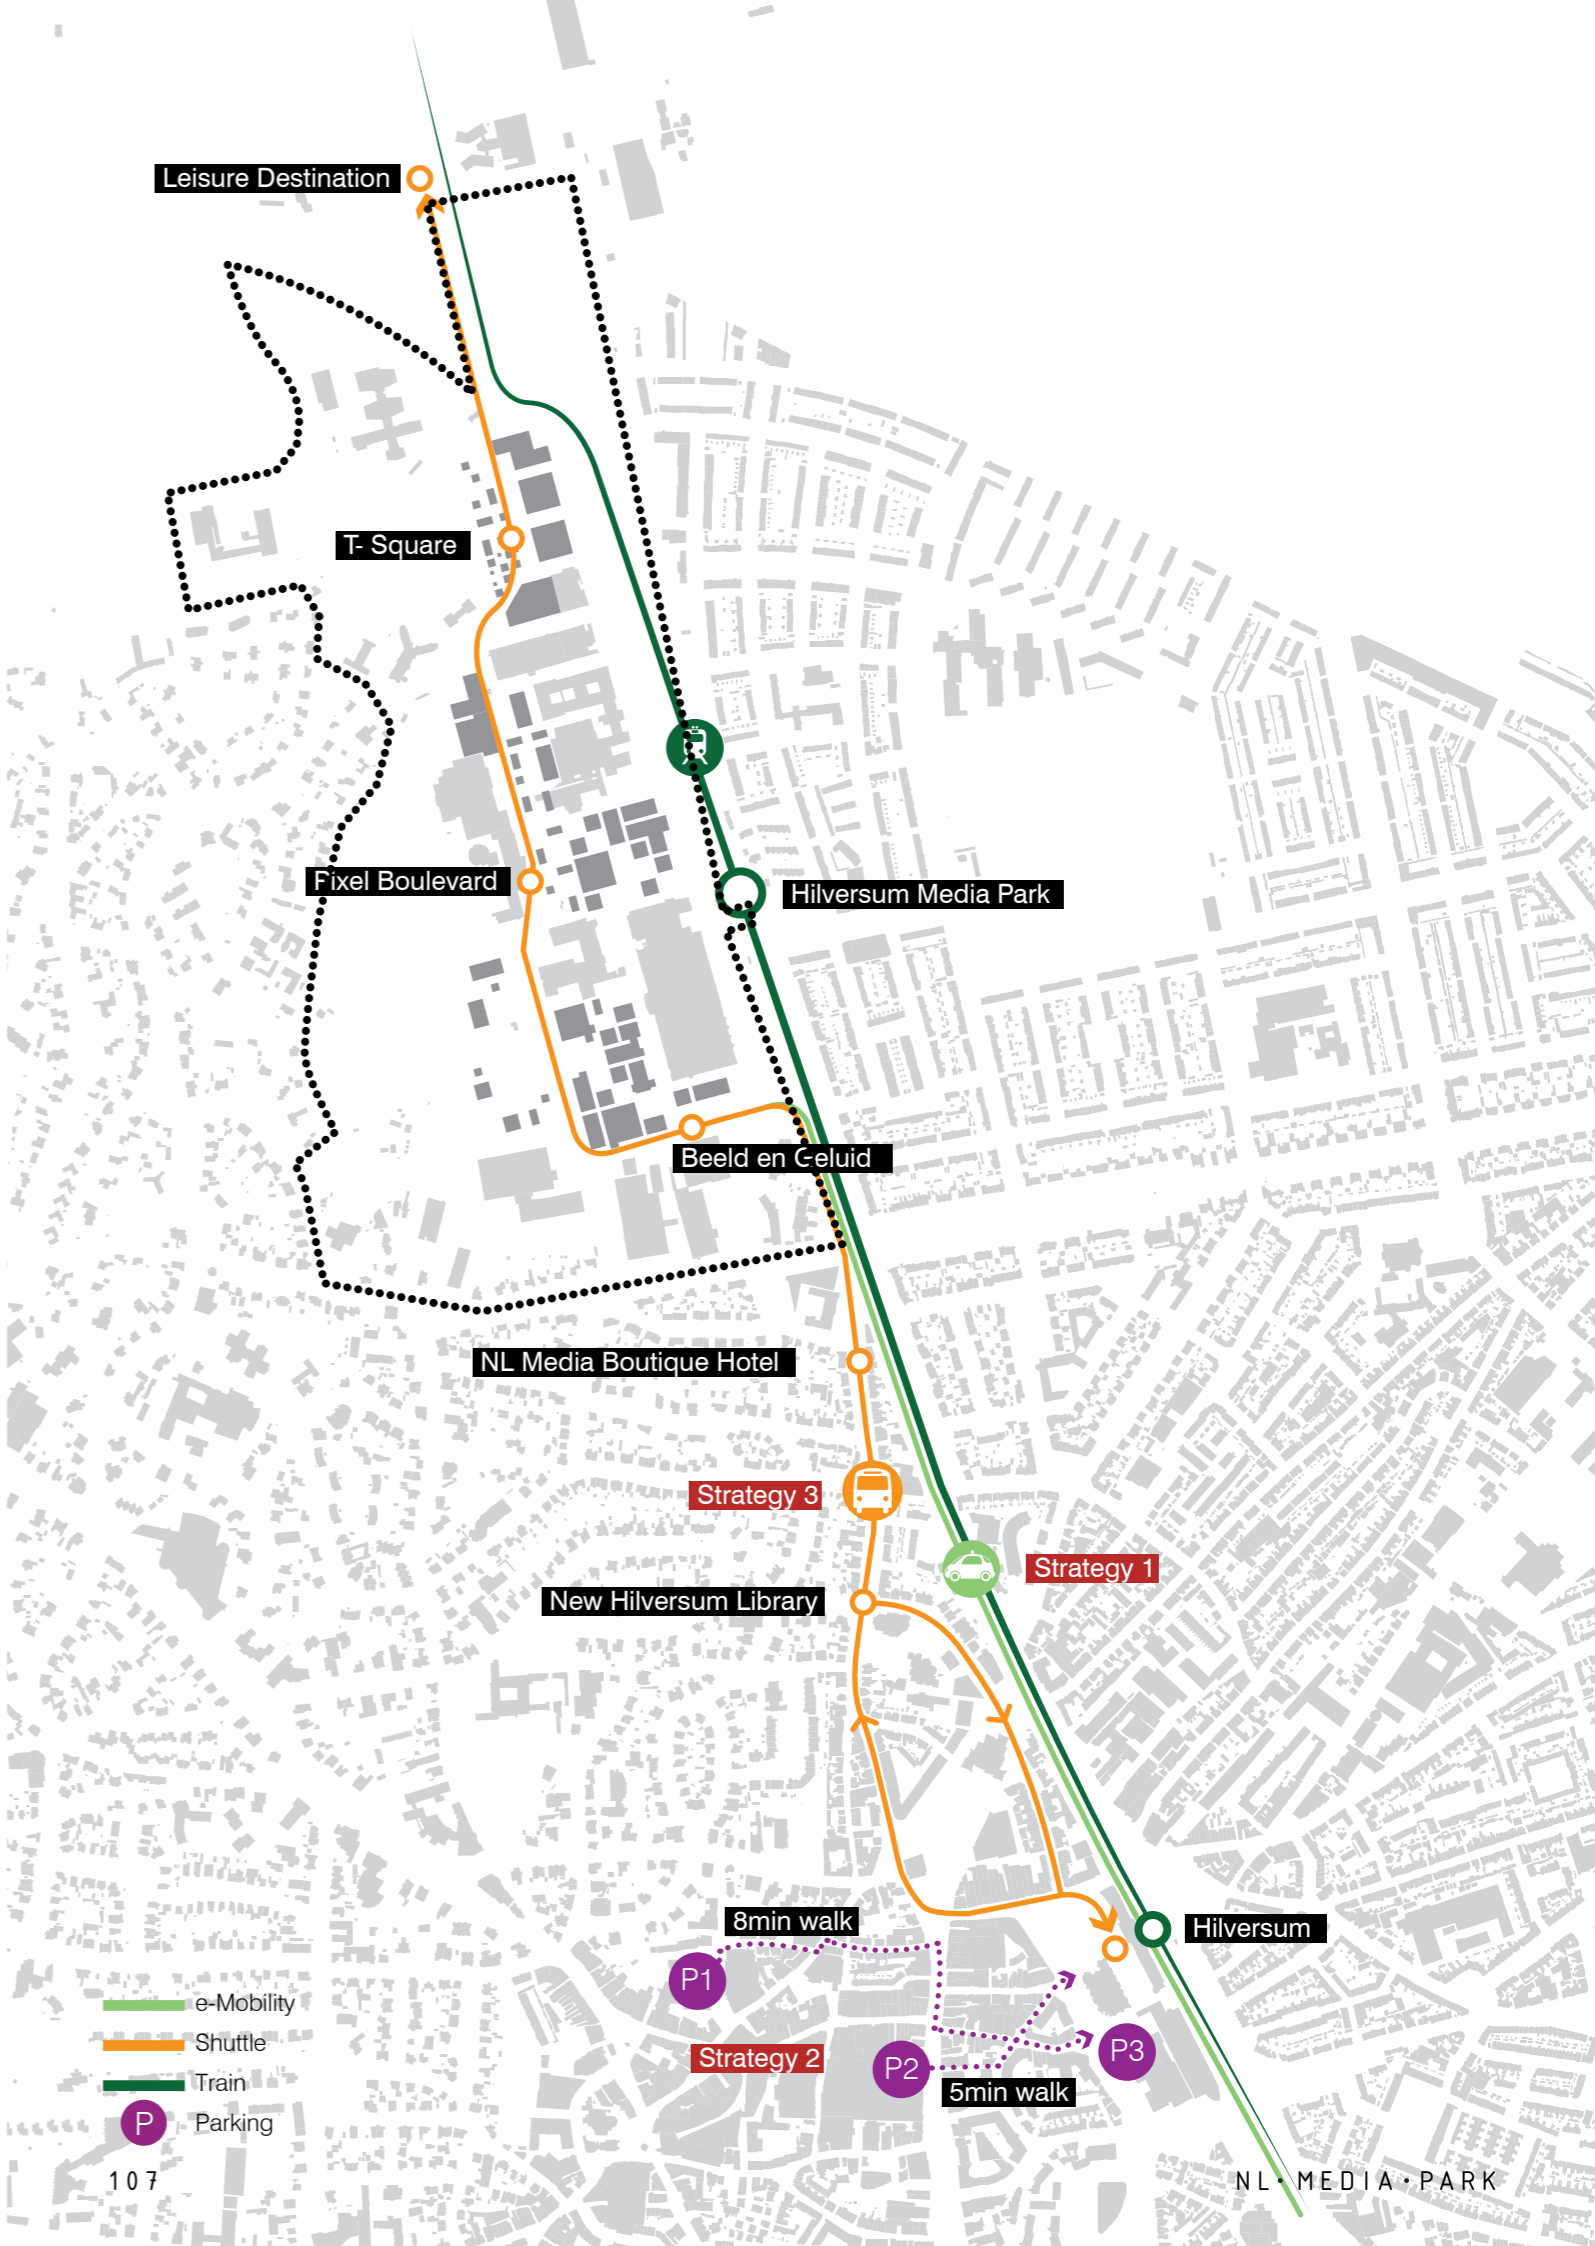 Leisure Destination
T- Square
Pixel Boulevard
Hilversum Media Park
Beeld en Geluid
NL Media Boutique Hotel
Strategy 3
Strategy 1
New Hilversum Library
8min walk
Hilversum
P1
e-Mobility
Shuttle
Strategy 2
P2
P3
Train
5min walk
P
Parking
107
NL•MEDIA•PARK